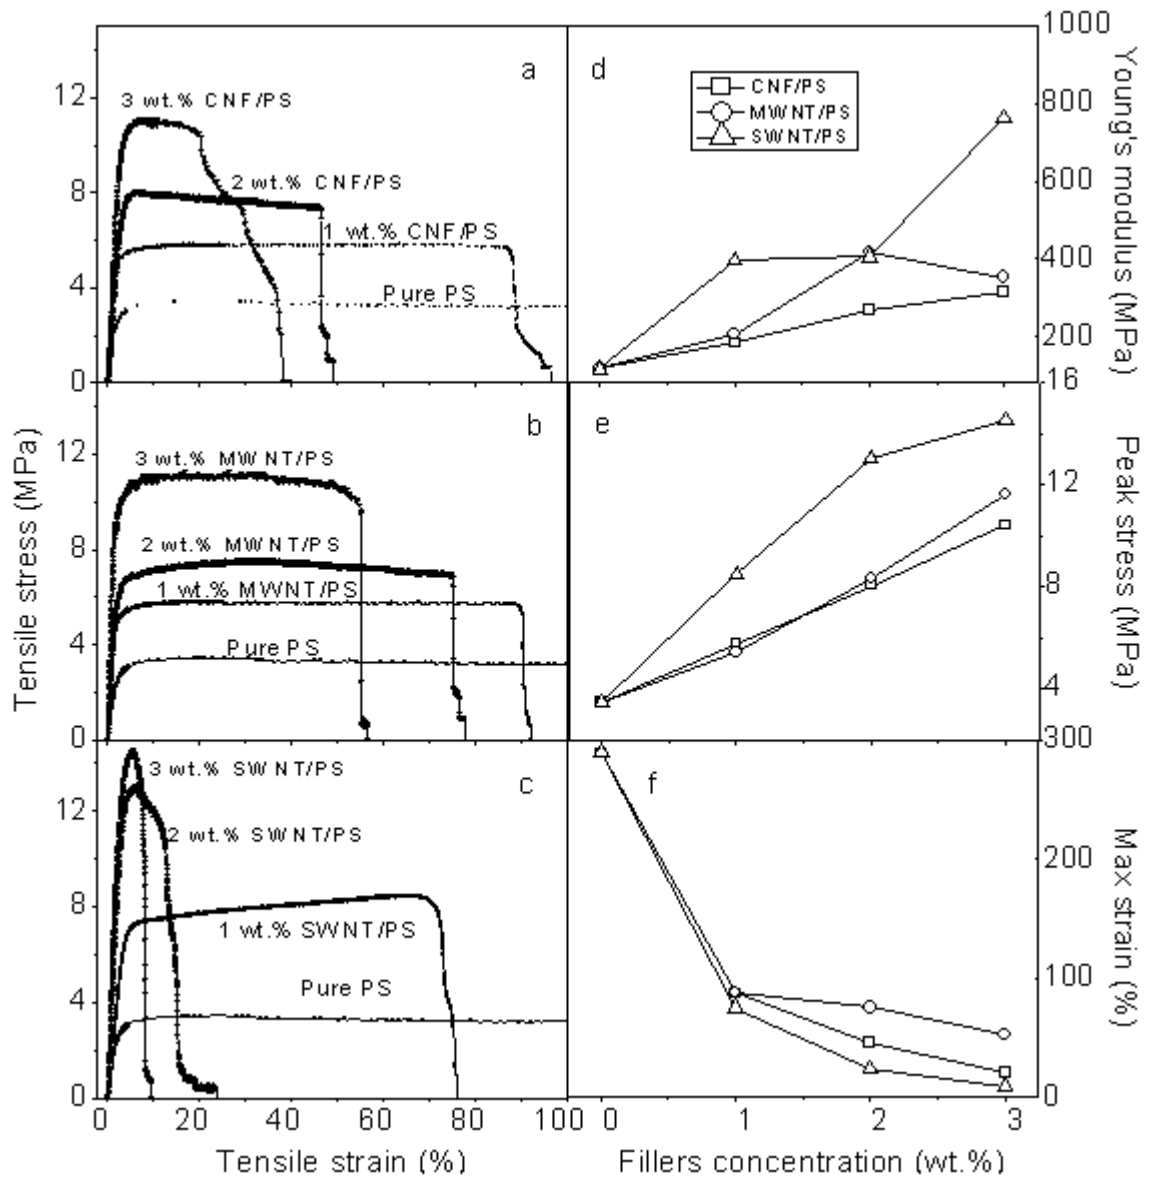 a
12
3 wt.% CNF/PS
8
2 wt.% CNF/PS
1 wt.% CNF/PS
4
Pure PS
0
d
CNF/PS
MWNT/PS
SWNT/PS
1000
800
600
400
200
Young's modulus (MPa)
b
12
3 wt.% MWNT/PS
8
2 wt.% MWNT/PS
1 wt.% MWNT/PS
4
Pure PS
0
Tensile stress (MPa)
e
16
12
8
4
Peak stress (MPa)
c
3 wt.% SWNT/PS
12
2 wt.% SWNT/PS
8
1 wt.% SWNT/PS
Pure PS
4
0
0 20 40 60 80 100
Tensile strain (%)
f
300
200
100
0
Max strain (%)
0 1 2 3
Fillers concentration (wt.%)